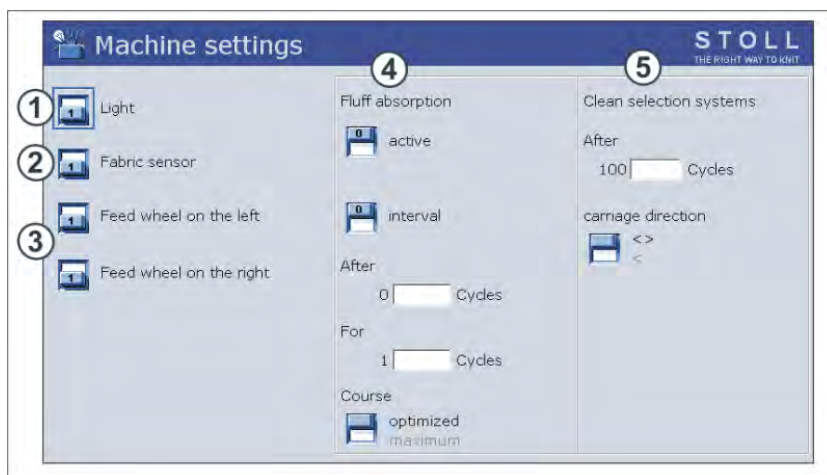 Machine settings
STOLL
THE RIGHT WAY TO KNIT
1
1 Light
2
1 Fabric sensor
3
1 Feed wheel on the left
1 Feed wheel on the right
4
Fluff absorption
0 active
0 interval
After
0 Cycles
For
1 Cycles
Course
optimized
maximum
5
Clean selection systems
After
100 Cycles
carriage direction
<>
<